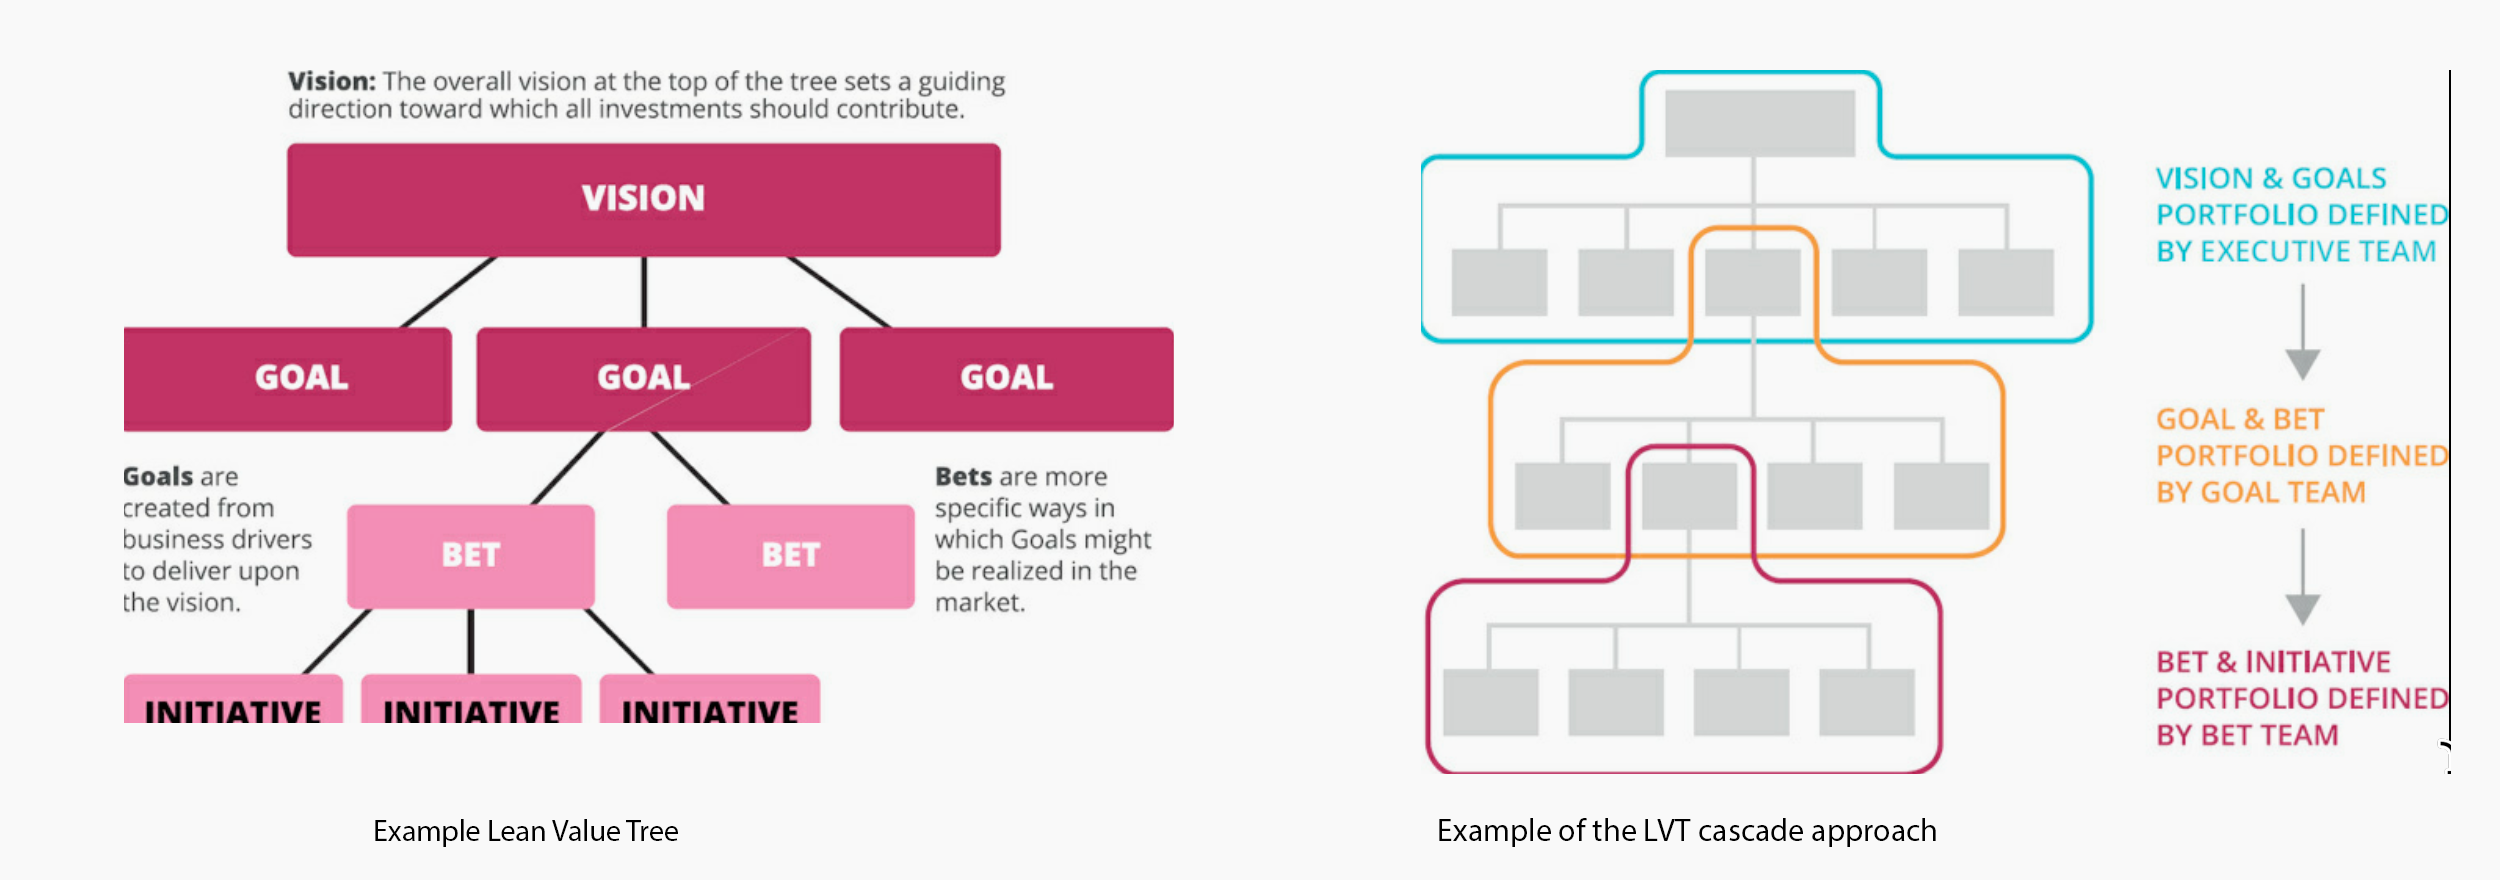 Vision: The overall vision at the top of the tree sets a guiding
direction toward which all investments should contribute.
VISION
GOAL
GOAL
GOAL
Goals are
created from
business drivers
to deliver upon
the vision.
BET
BET
Bets are more
specific ways in
which Goals might
be realized in the
market.
INITIATIVE
INITIATIVE
INITIATIVE
Example Lean Value Tree
VISION & GOALS
PORTFOLIO DEFINED
BY EXECUTIVE TEAM
GOAL & BET
PORTFOLIO DEFINED
BY GOAL TEAM
BET & INITIATIVE
PORTFOLIO DEFINED
BY BET TEAM
Example of the LVT cascade approach